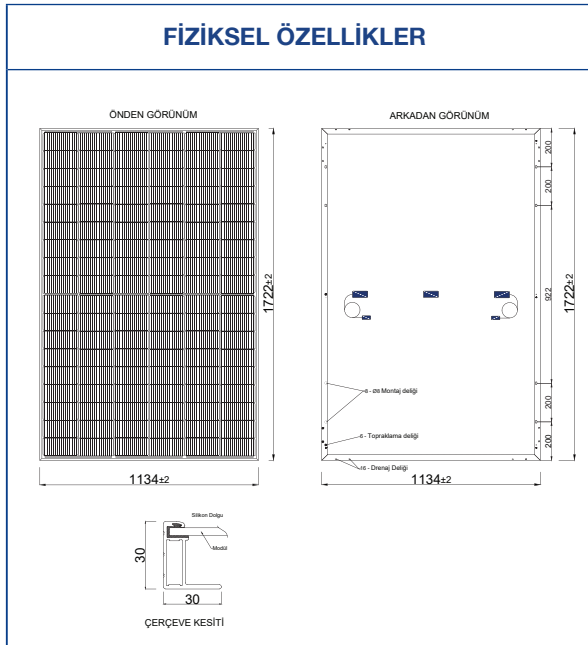 FİZİKSEL ÖZELLİKLER
ÖNDEN GÖRÜNÜM
1722±2
1134±2
ARKADAN GÖRÜNÜM
200
200
922
200
200
1722±2
8 - Ø8 Montaj deliği
6 - Topraklama deliği
16 - Drenaj Deliği
1134±2
Silikon Dolgu
Modül
30
30
ÇERÇEVE KESİTİ